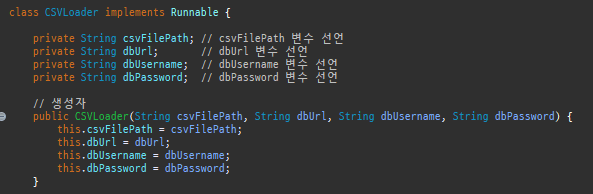 class CSVLoader implements Runnable {
private String csvFilePath; // csvFilePath 변수 선언
private String dbUrl;       // dbUrl 변수 선언
private String dbUsername;  // dbUsername 변수 선언
private String dbPassword;  // dbPassword 변수 선언
// 생성자
public CSVLoader(String csvFilePath, String dbUrl, String dbUsername, String dbPassword) {
this.csvFilePath = csvFilePath;
this.dbUrl = dbUrl;
this.dbUsername = dbUsername;
this.dbPassword = dbPassword;
}